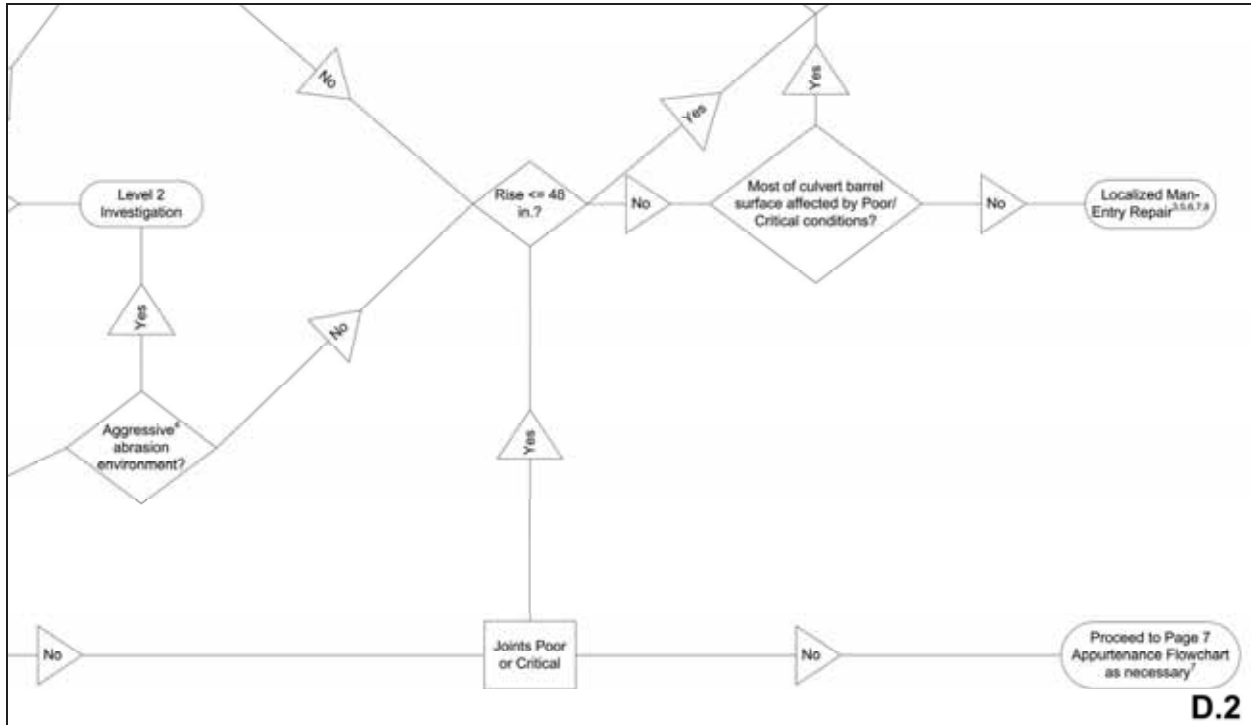 No
Yes
Yes
Level 2
Investigation
Rise <= 48
in.?
No
Most of culvert barrel
surface affected by Poor/
Critical conditions?
No
Localized Man-
Entry Repair3,5,6,7,8
Yes
No
Aggressive4
abrasion
environment?
Yes
No
Joints Poor
or Critical
No
Proceed to Page 7
Appurtenance Flowchart
as necessary7
D.2